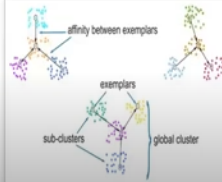 affinity between exemplars
exemplars
sub-clusters
global cluster